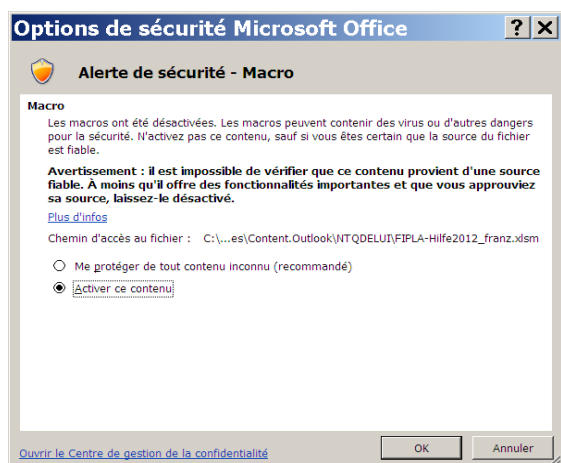 Options de sécurité Microsoft Office
Alerte de sécurité - Macro
Macro
Les macros ont été désactivées. Les macros peuvent contenir des virus ou d'autres dangers
pour la sécurité. N'activez pas ce contenu, sauf si vous êtes certain que la source du fichier
est fiable.
Avertissement : il est impossible de vérifier que ce contenu provient d'une source
fiable. À moins qu'il offre des fonctionnalités importantes et que vous approuviez
sa source, laissez-le désactivé.
Plus d'infos
Chemin d'accès au fichier : C:\...es\Content.Outlook\NTQDELUI\FIPLA-Hilfe2012_franz.xlsm
Me protéger de tout contenu inconnu (recommandé)
Activer ce contenu
Ouvrir le Centre de gestion de la confidentialité
OK
Annuler